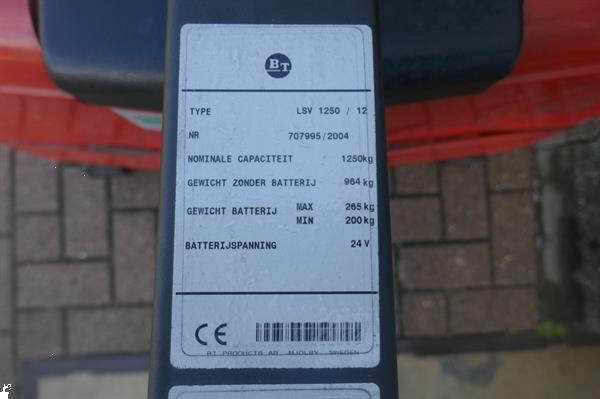 BT
TYPE LSV 1250 / 12
NR 707995/2004
NOMINALE CAPACITEIT 1250kg
GEWICHT ZONDER BATTERIJ 964 kg
GEWICHT BATTERIJ MAX 265 kg
MIN 200 kg
BATTERIJSPANNING 24 V
CE
BT PRODUCTS AB MJÖLBY SWEDEN